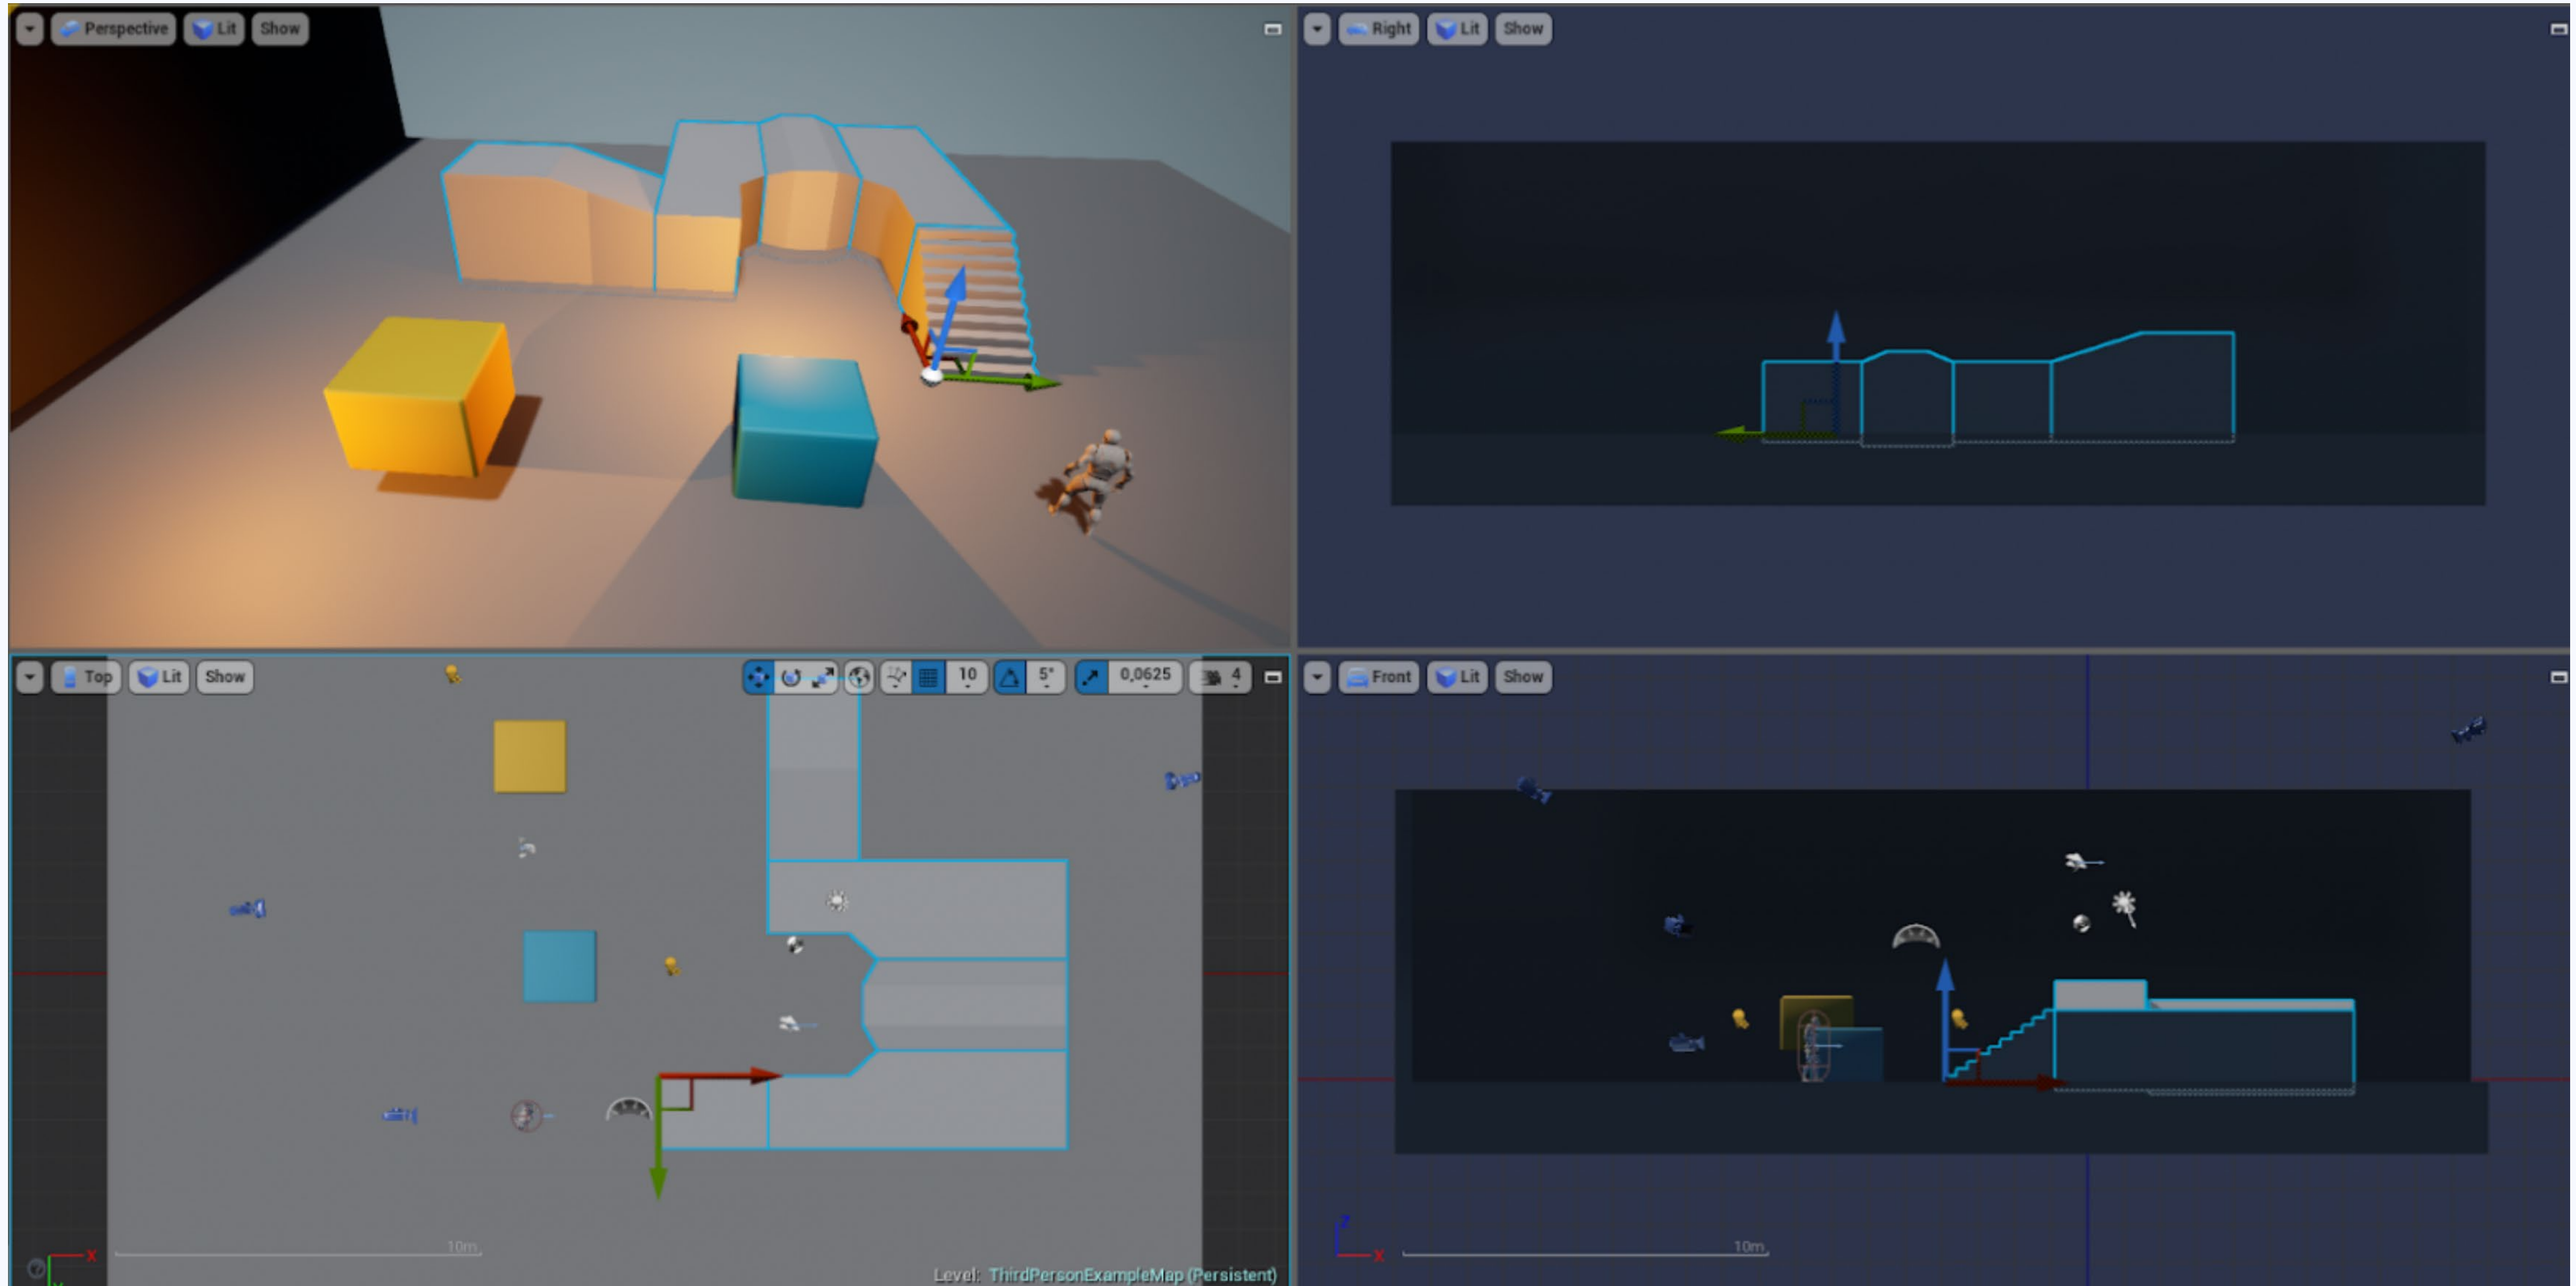 Perspective Lit Show
Right Lit Show
Top Lit Show 10 5° 0,0625 4
Front Lit Show
10m
X
Level: ThirdPersonExampleMap (Persistent)
Z
X
10m